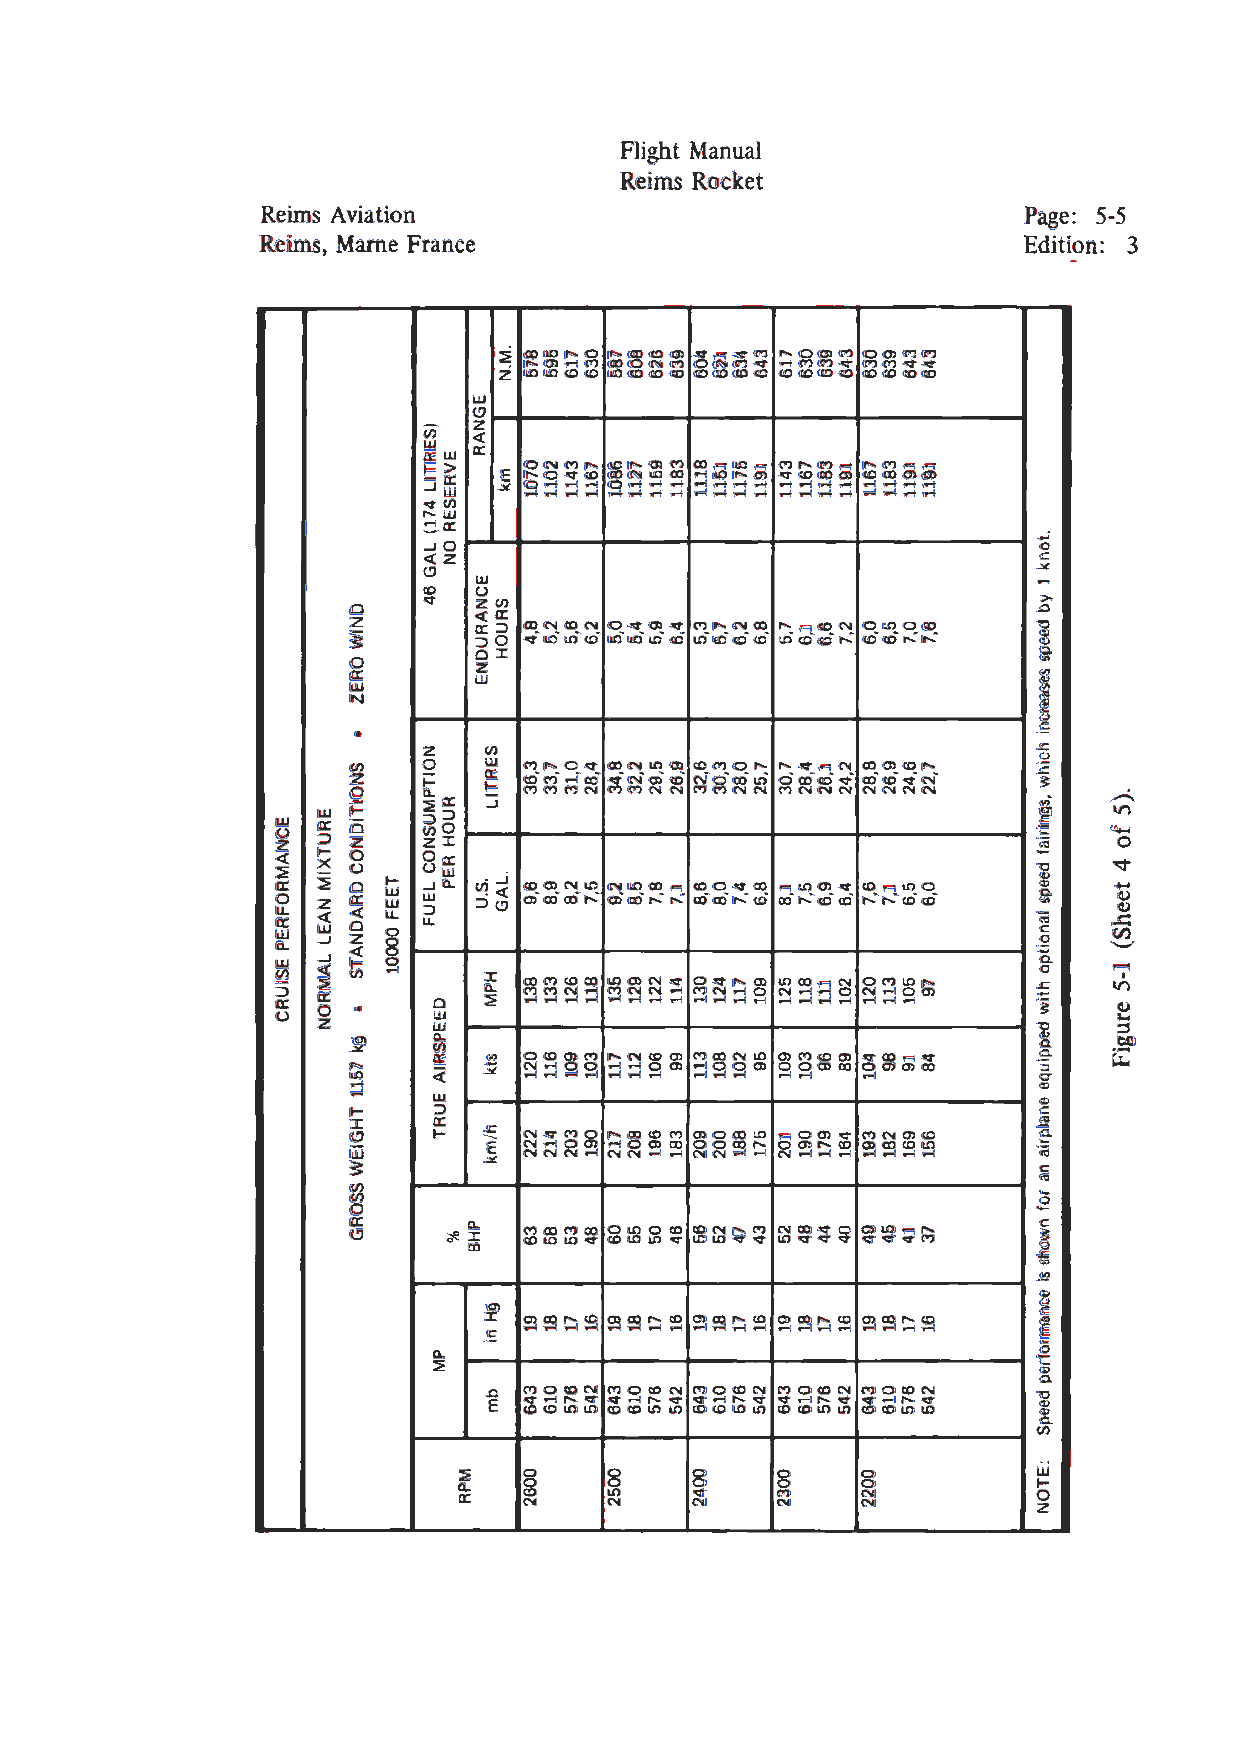 Flight Manual
Reims Rocket
Reims Aviation Page: 5-5
Reims, Marne France Edition: 3
CRUISE PERFORMANCE
NORMAL LEAN MIXTURE
GROSS WEIGHT 1157 kg • STANDARD CONDITIONS • ZERO WIND
10000 FEET
RPM MP % BHP TRUE AIRSPEED FUEL CONSUMPTION PER HOUR 46 GAL (174 LITRES) NO RESERVE
ENDURANCE HOURS RANGE
mb in Hg km/h kts MPH U.S. GAL. LITRES km N.M.
2600 643 19 63 222 120 138 9,6 36,3 4,8 1070 578
610 18 58 214 116 133 8,9 33,7 5,2 1102 595
576 17 53 203 109 126 8,2 31,0 5,6 1143 617
542 16 48 190 103 118 7,5 28,4 6,2 1167 630
2500 643 19 60 217 117 135 9,2 34,8 5,0 1086 587
610 18 55 208 112 129 8,5 32,2 5,4 1127 608
576 17 50 196 106 122 7,8 29,5 5,9 1159 626
542 16 46 183 99 114 7,1 26,9 6,4 1183 639
2400 643 19 56 209 113 130 8,6 32,6 5,3 1118 604
610 18 52 200 108 124 8,0 30,3 5,7 1151 621
576 17 47 188 102 117 7,4 28,0 6,2 1175 634
542 16 43 175 95 109 6,8 25,7 6,8 1191 643
2300 643 19 52 201 109 125 8,1 30,7 5,7 1143 617
610 18 48 190 103 118 7,5 28,4 6,1 1167 630
576 17 44 179 96 111 6,9 26,1 6,6 1183 639
542 16 40 164 89 102 6,4 24,2 7,2 1191 643
2200 643 19 49 193 104 120 7,6 28,8 6,0 1167 630
610 18 45 182 98 113 7,1 26,9 6,5 1183 639
576 17 41 169 91 105 6,5 24,6 7,0 1191 643
542 16 37 156 84 97 6,0 22,7 7,6 1191 643
NOTE: Speed performance is shown for an airplane equipped with optional speed fairings, which increases speed by 1 knot.
Figure 5-1 (Sheet 4 of 5).